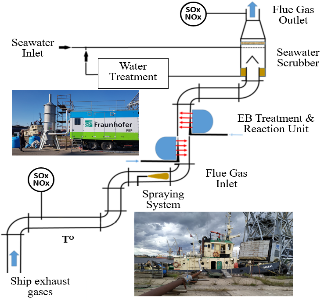 SOx
NOx
Flue Gas
Outlet
Seawater
Inlet
Water
Treatment
Seawater
Scrubber
Fraunhofer
EB Treatment &
Reaction Unit
SOx
NOx
Flue Gas
Inlet
Spraying
System
T°
Ship exhaust
gases